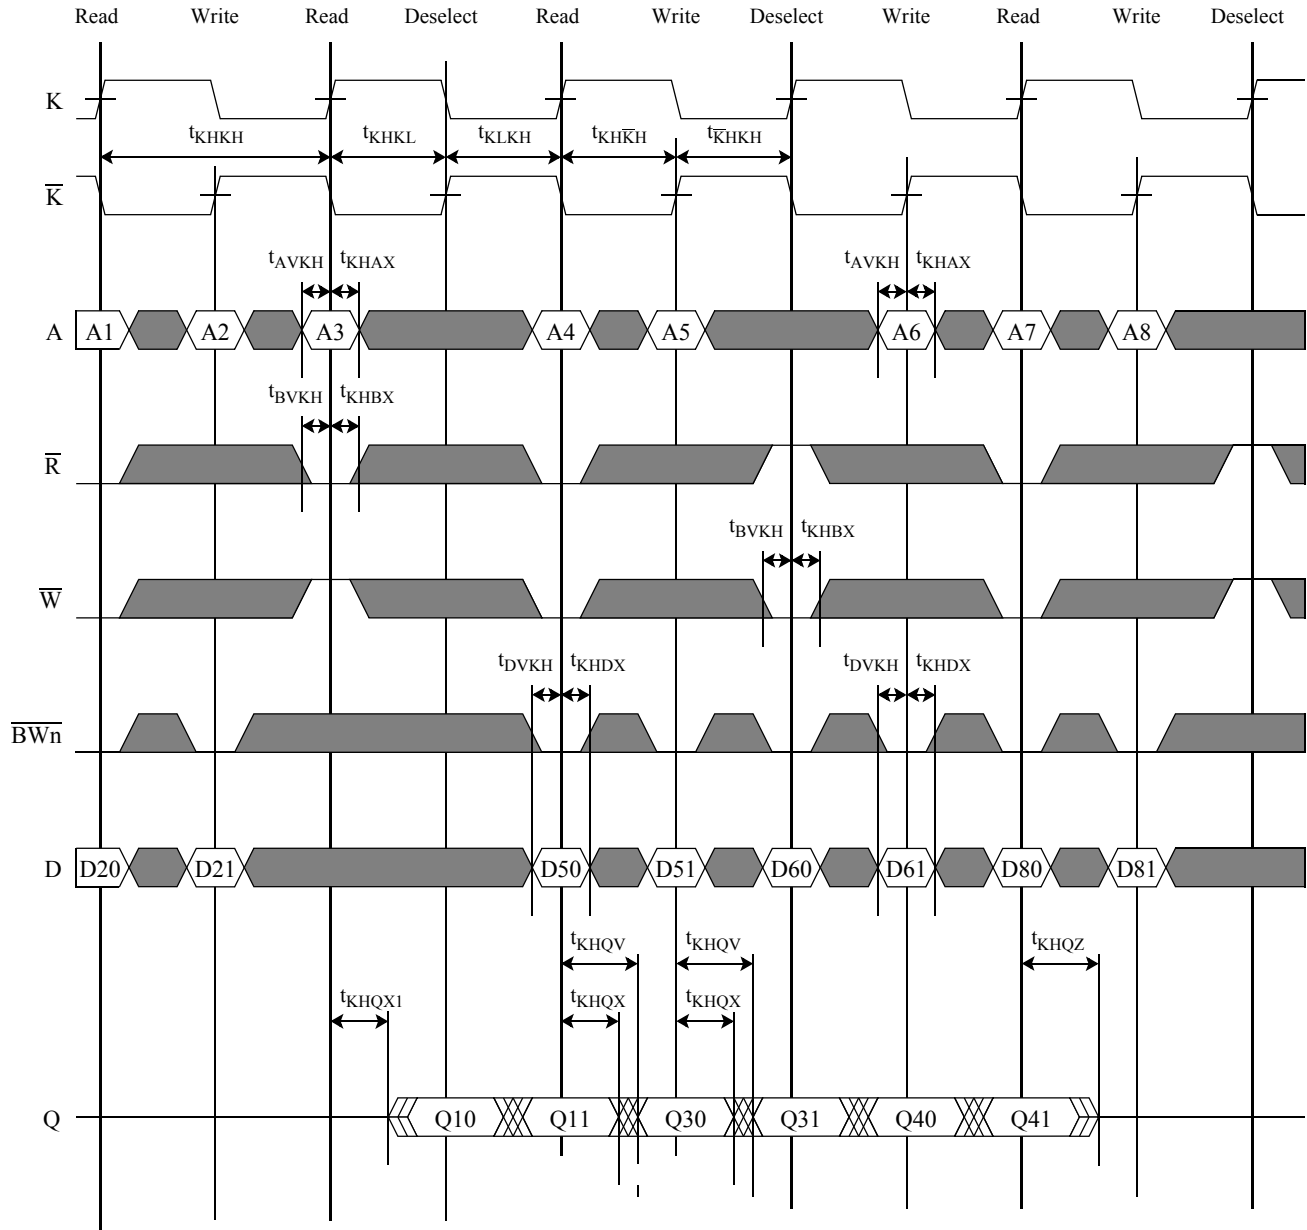 Read Write Read Deselect Read Write Deselect Write Read Write Deselect
K
tKHKH tKHKL tKLKH tKHK̅H tK̅HKH
K̅
tAVKH tKHAX tAVKH tKHAX
A A1 A2 A3 A4 A5 A6 A7 A8
tBVKH tKHBX
R̅
tBVKH tKHBX
W̅
tDVKH tKHDX tDVKH tKHDX
B̅W̅n̅
D D20 D21 D50 D51 D60 D61 D80 D81
tKHQV tKHQV tKHQZ
tKHQX1 tKHQX tKHQX
Q Q10 Q11 Q30 Q31 Q40 Q41